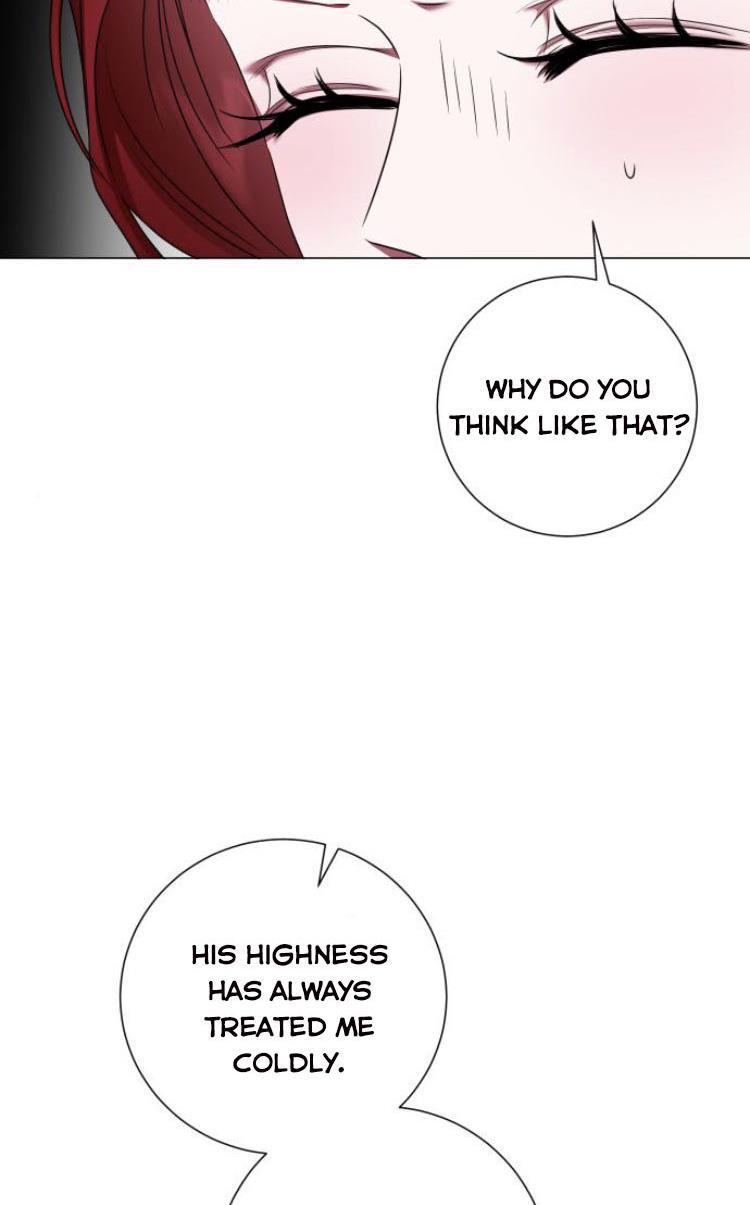 WHY DO YOU
THINK LIKE THAT?
HIS HIGHNESS
HAS ALWAYS
TREATED ME
COLDLY.